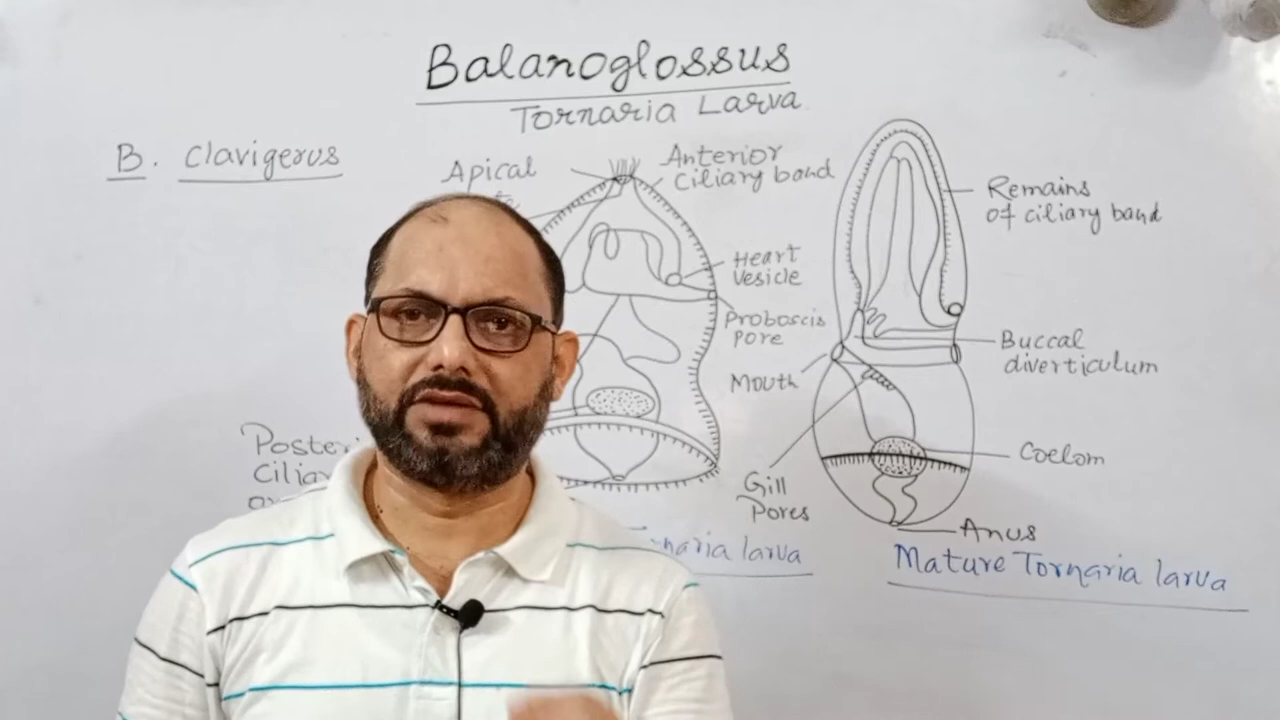 Balanoglossus
Tornaria Larva
B. Clavigerus
Apical
Anterior
Ciliary band
Remains
of ciliary band
Heart
Vesicle
Proboscis
Pore
Buccal
diverticulum
Mouth
Coelom
Gill
Pores
Anus
larva
Mature Tornaria larva